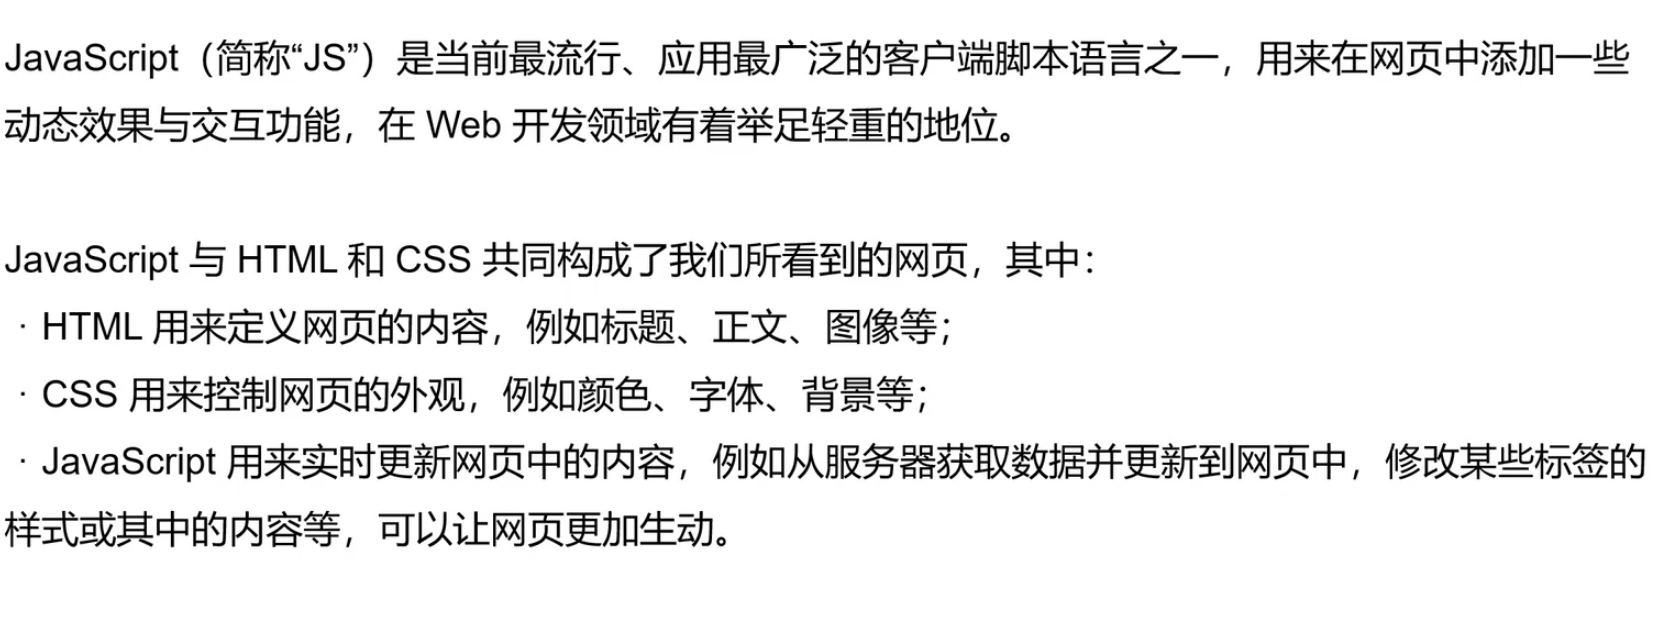 JavaScript（简称“JS”）是当前最流行、应用最广泛的客户端脚本语言之一，用来在网页中添加一些
动态效果与交互功能，在 Web 开发领域有着举足轻重的地位。
JavaScript 与 HTML 和 CSS 共同构成了我们所看到的网页，其中：
· HTML 用来定义网页的内容，例如标题、正文、图像等；
· CSS 用来控制网页的外观，例如颜色、字体、背景等；
· JavaScript 用来实时更新网页中的内容，例如从服务器获取数据并更新到网页中，修改某些标签的
样式或其中的内容等，可以让网页更加生动。